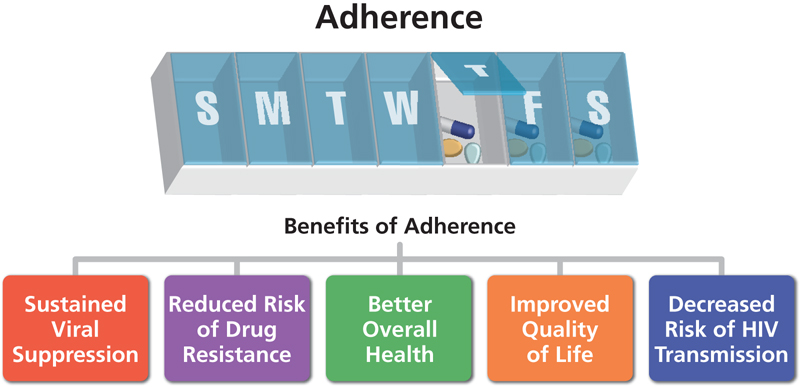 Adherence
S M T W T F S
Benefits of Adherence
Sustained
Viral
Suppression
Reduced Risk
of Drug
Resistance
Better
Overall
Health
Improved
Quality
of Life
Decreased
Risk of HIV
Transmission